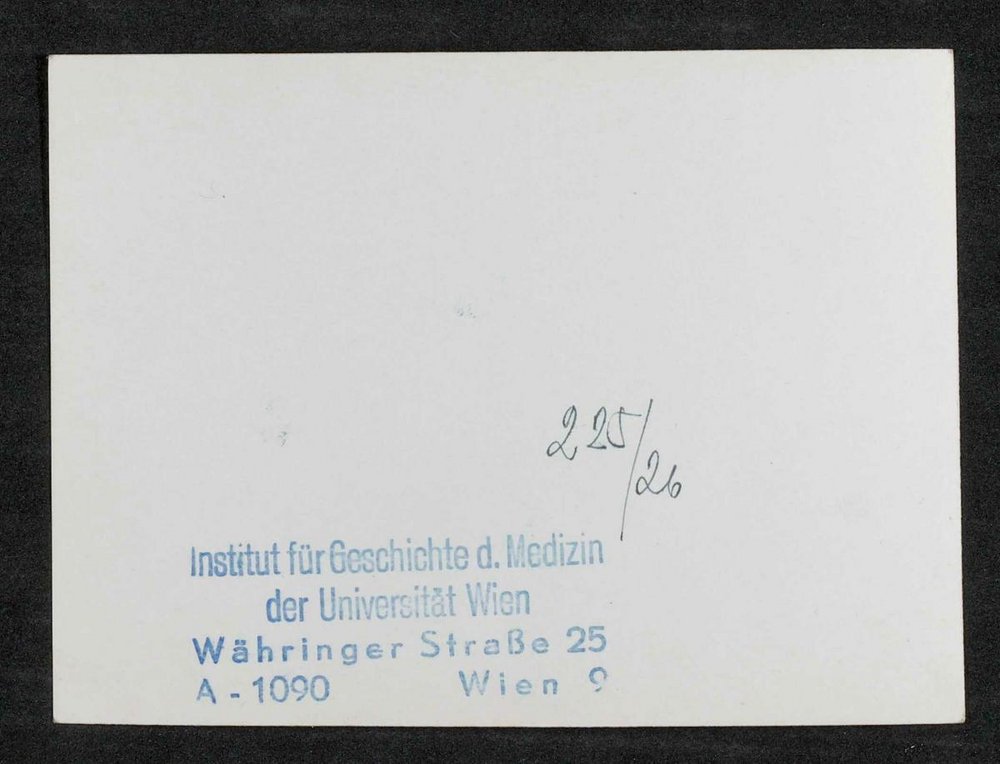 225/26
Institut für Geschichte d. Medizin
der Universität Wien
Währinger Straße 25
A - 1090 Wien 9